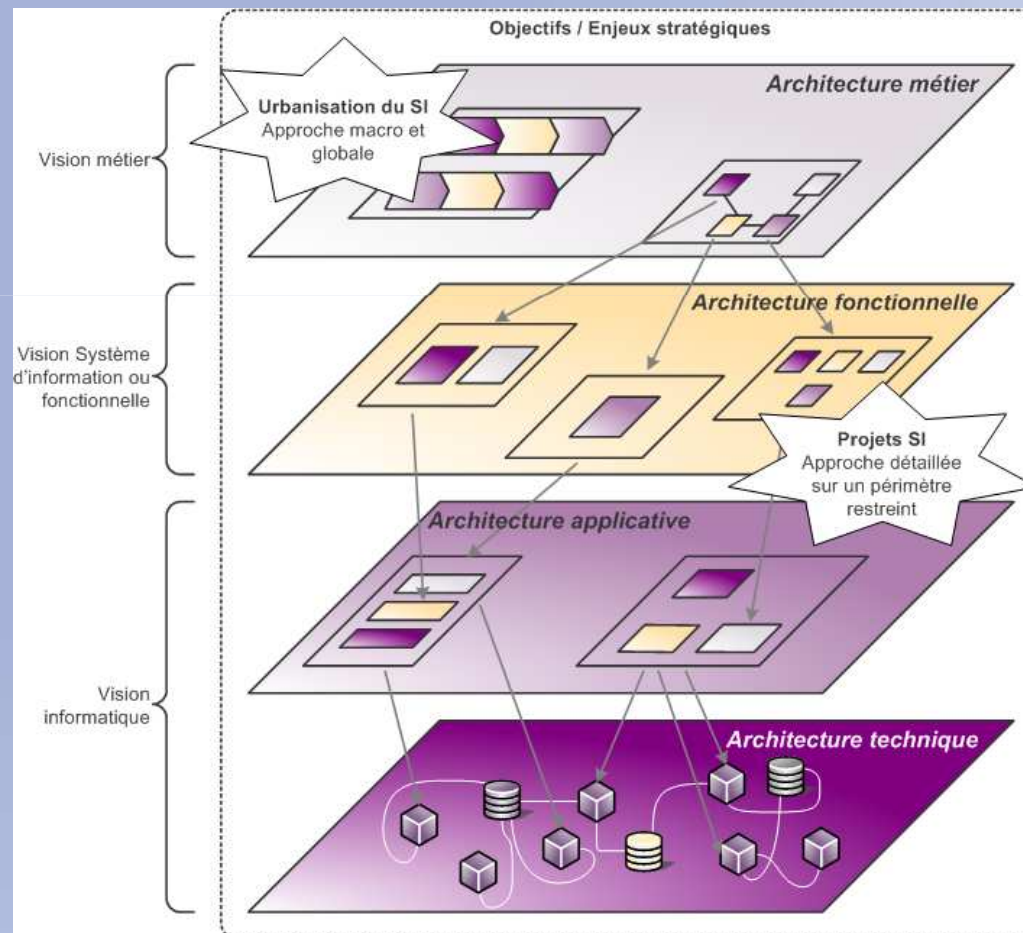 Objectifs / Enjeux stratégiques
Architecture métier
Urbanisation du SI
Approche macro et
globale
Vision métier
Architecture fonctionnelle
Vision Système
d'information ou
fonctionnelle
Projets SI
Approche détaillée
sur un périmètre
restreint
Architecture applicative
Vision
informatique
Architecture technique